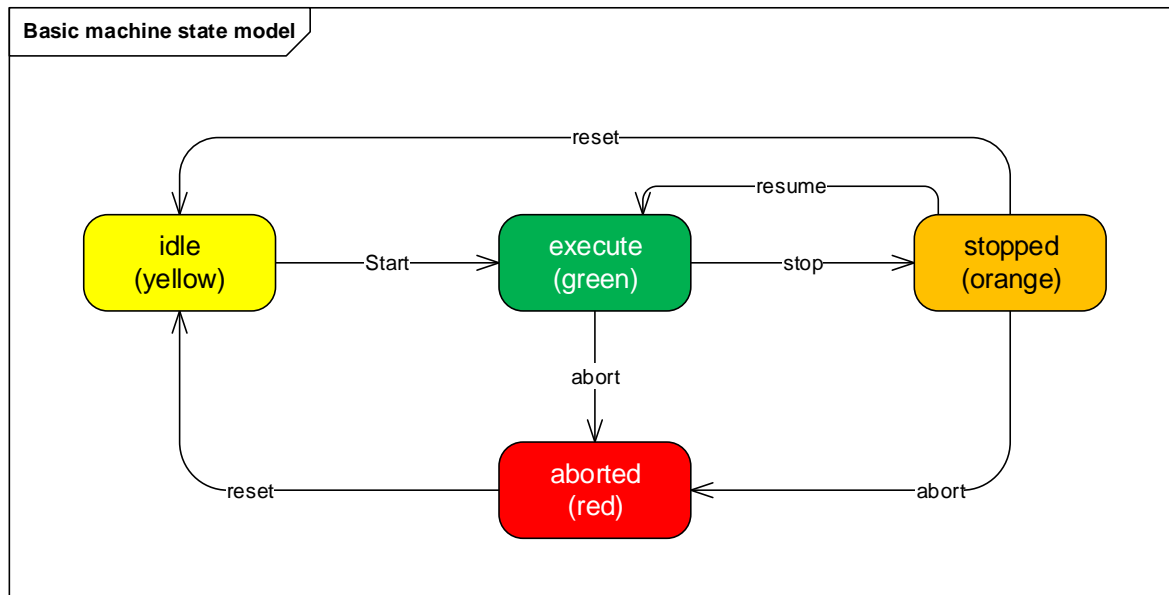 Basic machine state model
reset
resume
idle
(yellow)
Start
execute
(green)
stop
stopped
(orange)
abort
aborted
(red)
reset
abort